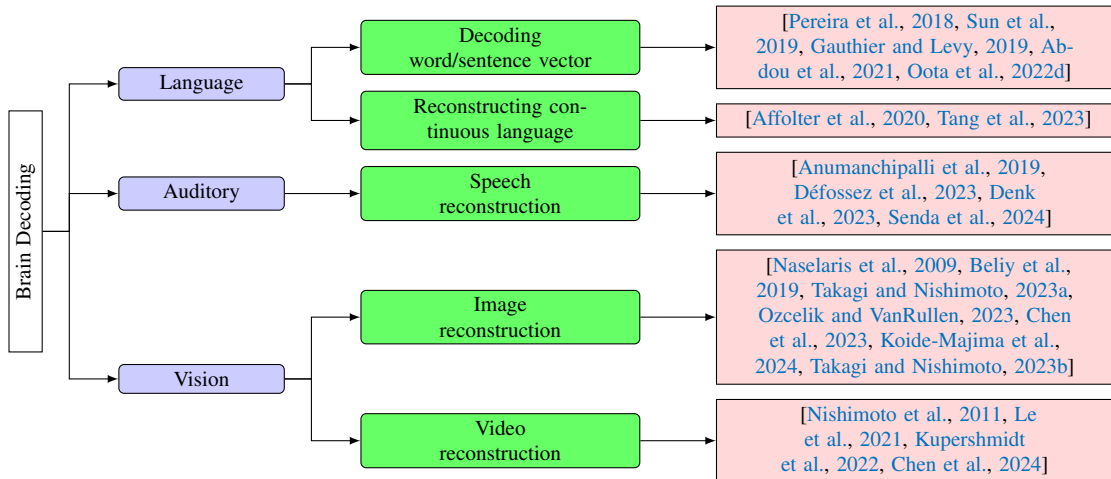 Brain Decoding
Language
Decoding
word/sentence vector
[Pereira et al., 2018, Sun et al.,
2019, Gauthier and Levy, 2019, Ab-
dou et al., 2021, Oota et al., 2022d]
Reconstructing con-
tinuous language
[Affolter et al., 2020, Tang et al., 2023]
Auditory
Speech
reconstruction
[Anumanchipalli et al., 2019,
Défossez et al., 2023, Denk
et al., 2023, Senda et al., 2024]
Vision
Image
reconstruction
[Naselaris et al., 2009, Beliy et al.,
2019, Takagi and Nishimoto, 2023a,
Ozcelik and VanRullen, 2023, Chen
et al., 2023, Koide-Majima et al.,
2024, Takagi and Nishimoto, 2023b]
Video
reconstruction
[Nishimoto et al., 2011, Le
et al., 2021, Kupershmidt
et al., 2022, Chen et al., 2024]